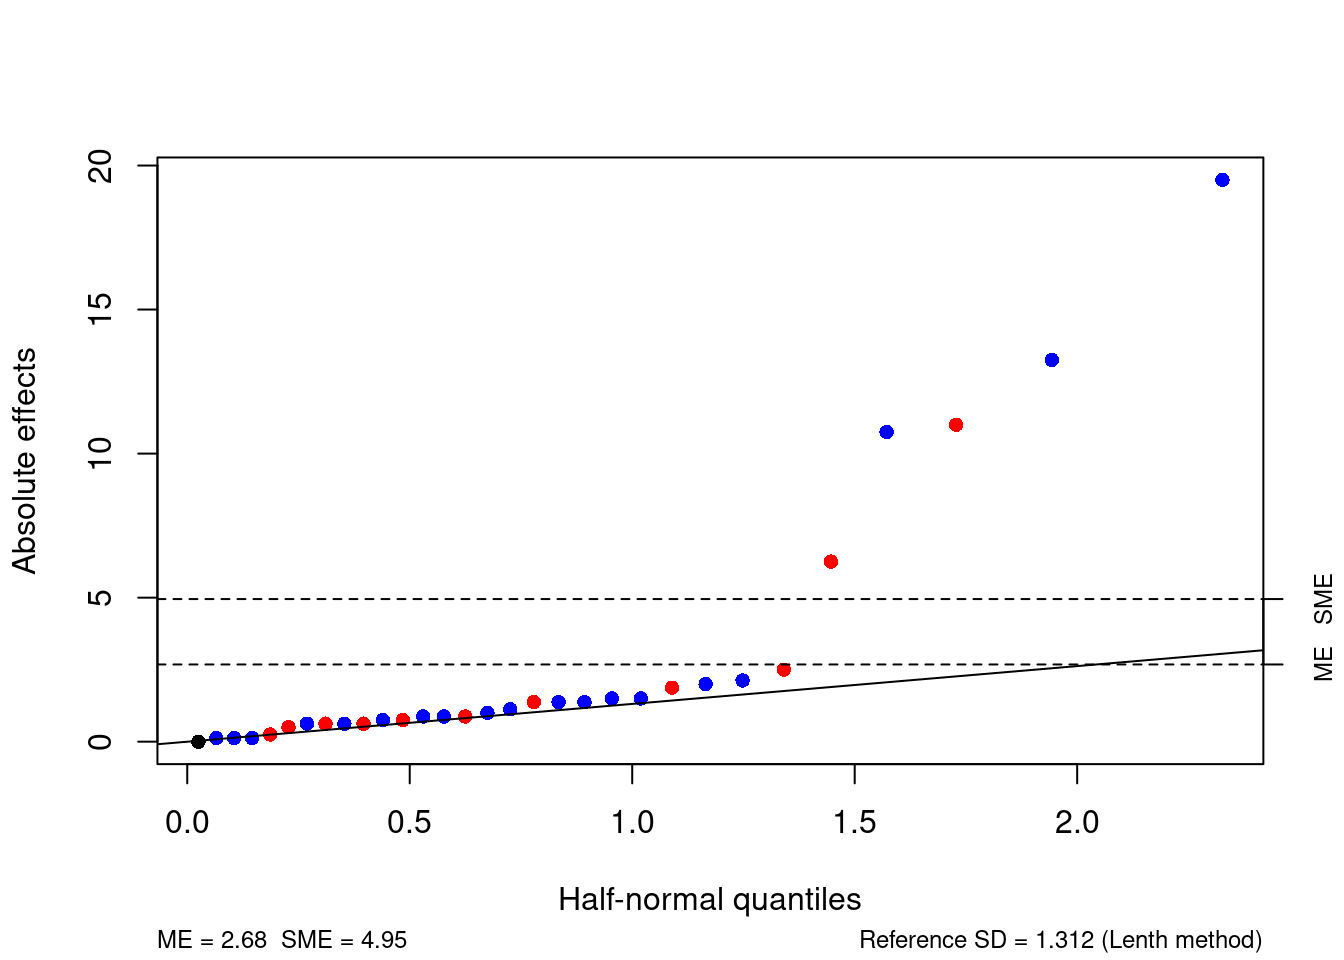 20
15
10
5
0
Absolute effects
SME
ME
0.0 0.5 1.0 1.5 2.0
Half-normal quantiles
ME = 2.68 SME = 4.95
Reference SD = 1.312 (Lenth method)